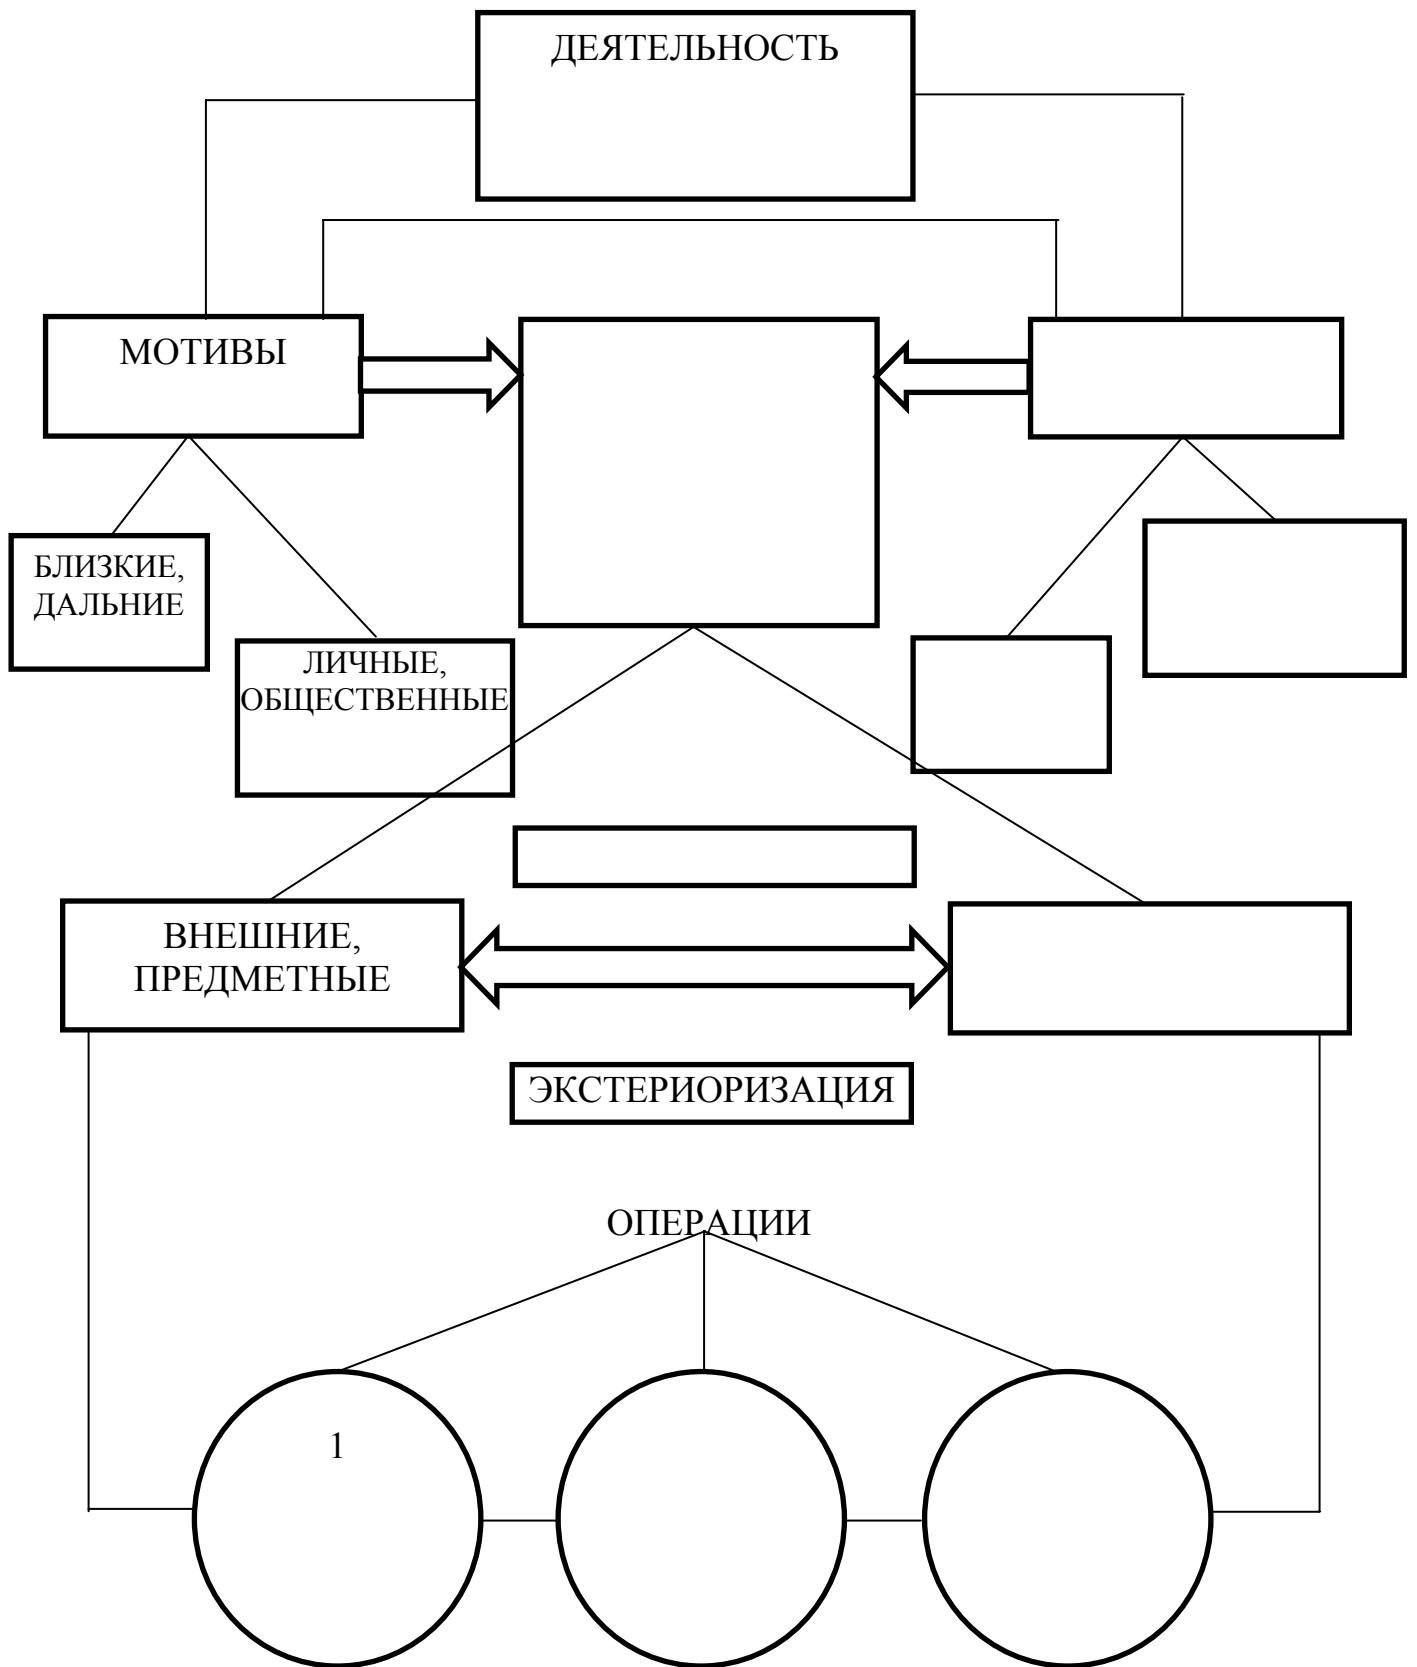 ДЕЯТЕЛЬНОСТЬ
МОТИВЫ
БЛИЗКИЕ,
ДАЛЬНИЕ
ЛИЧНЫЕ,
ОБЩЕСТВЕННЫЕ
ВНЕШНИЕ,
ПРЕДМЕТНЫЕ
ЭКСТЕРИОРИЗАЦИЯ
ОПЕРАЦИИ
1